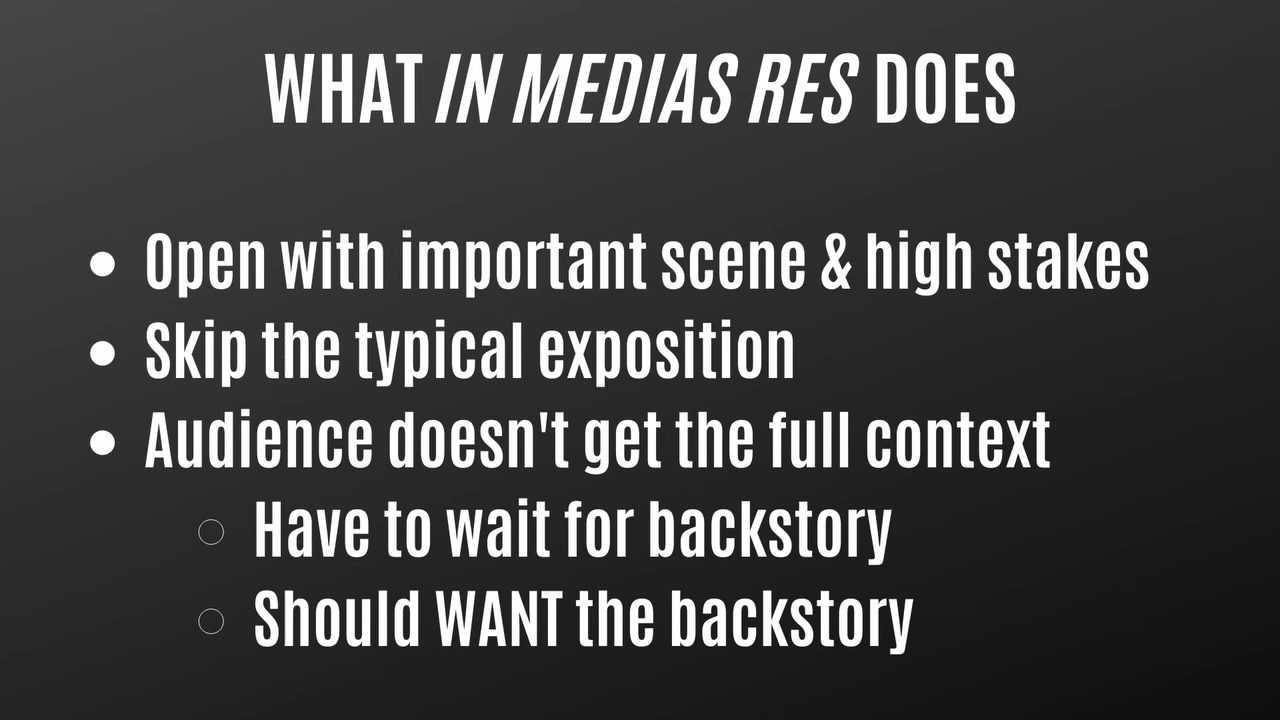 WHAT IN MEDIAS RES DOES
• Open with important scene & high stakes
• Skip the typical exposition
• Audience doesn't get the full context
○ Have to wait for backstory
○ Should WANT the backstory